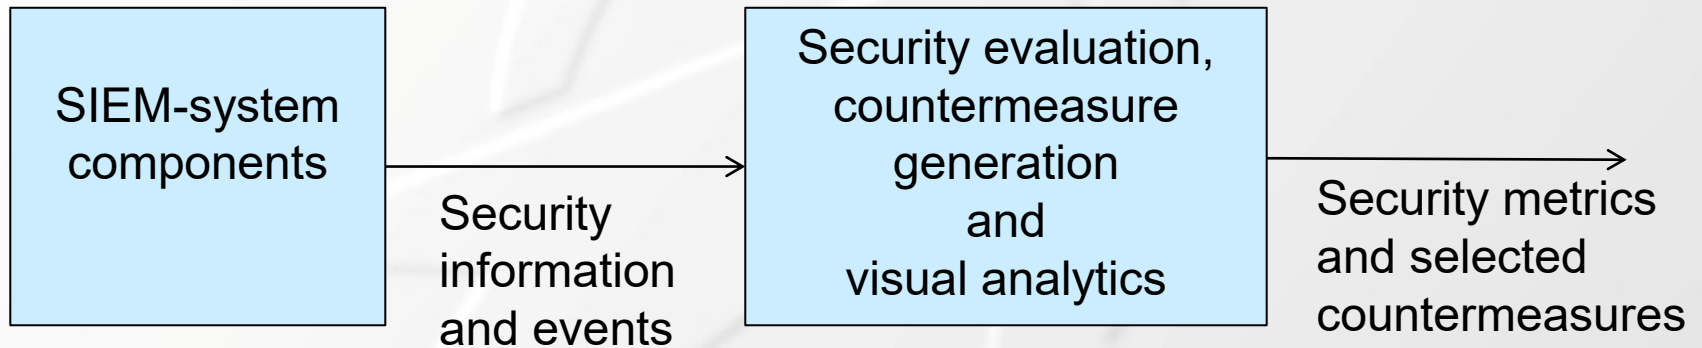 SIEM-system
components
Security
information
and events
Security evaluation,
countermeasure
generation
and
visual analytics
Security metrics
and selected
countermeasures